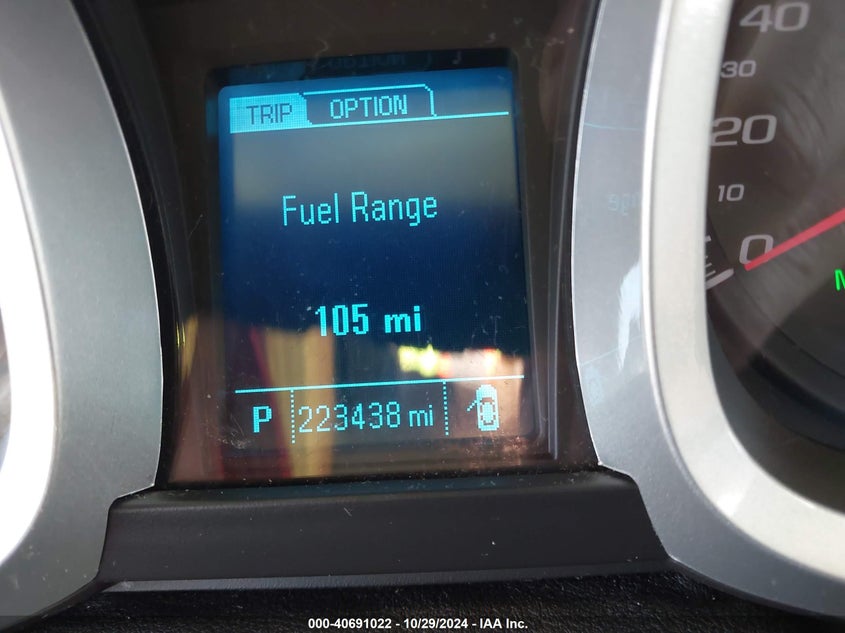 TRIP OPTION
Fuel Range
105 mi
P 223438 mi
40
30
20
10
0
000-40691022 - 10/29/2024 - IAA Inc.